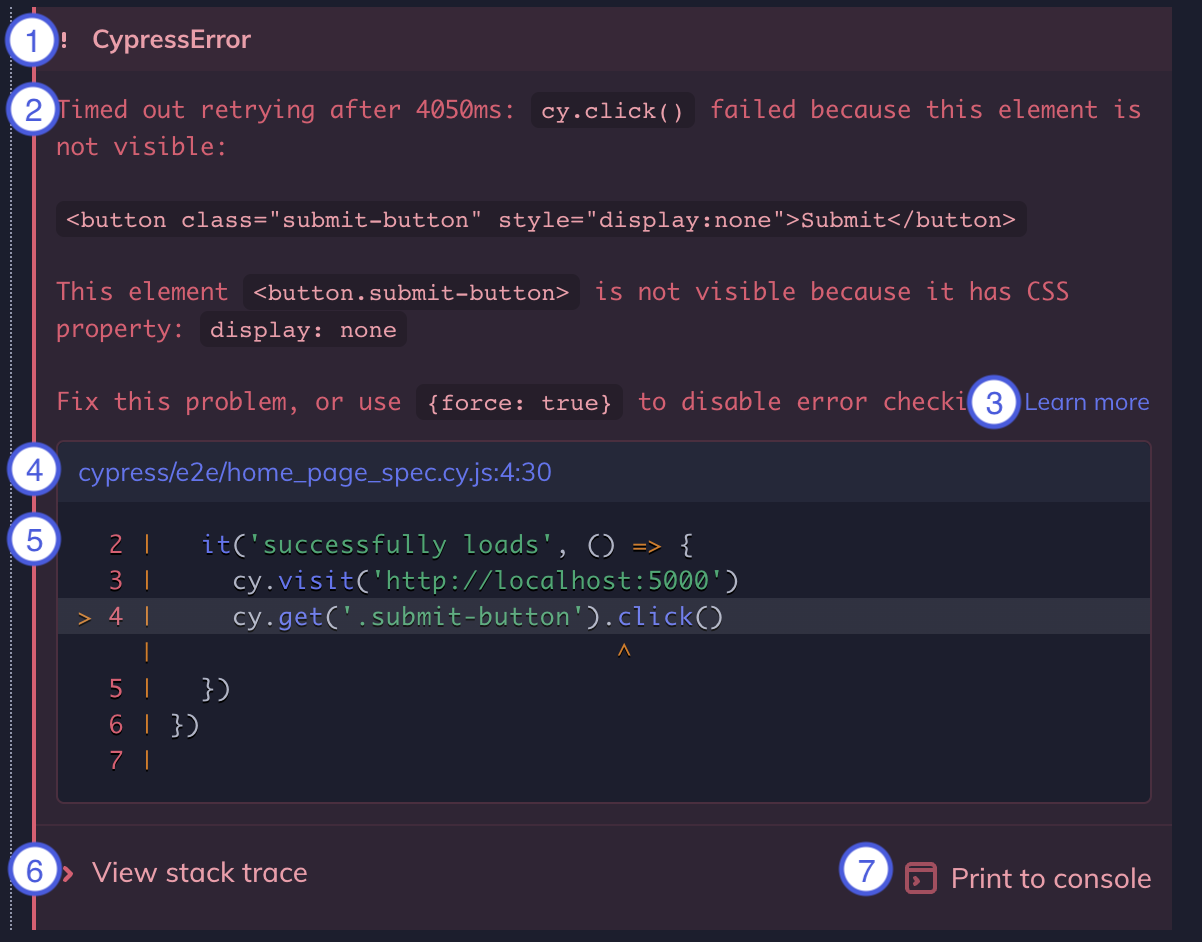 1 ! CypressError
2 Timed out retrying after 4050ms: cy.click() failed because this element is
not visible:
<button class="submit-button" style="display:none">Submit</button>
This element <button.submit-button> is not visible because it has CSS
property: display: none
Fix this problem, or use {force: true} to disable error checki 3 Learn more
4 cypress/e2e/home_page_spec.cy.js:4:30
5
2 | it('successfully loads', () => {
3 | cy.visit('http://localhost:5000')
> 4 | cy.get('.submit-button').click()
| ^
5 | })
6 | })
7 |
6 › View stack trace 7 Print to console